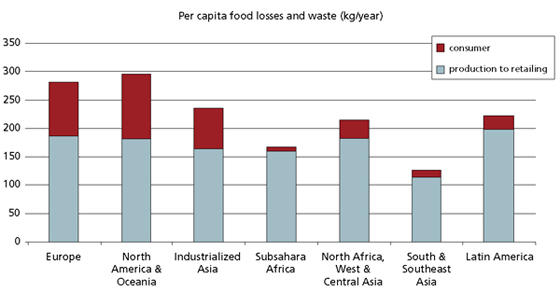 Per capita food losses and waste (kg/year)
350
consumer
300
production to retailing
250
200
150
100
50
0
Europe
North
America &
Oceania
Industrialized
Asia
Subsahara
Africa
North Africa,
West &
Central Asia
South &
Southeast
Asia
Latin America